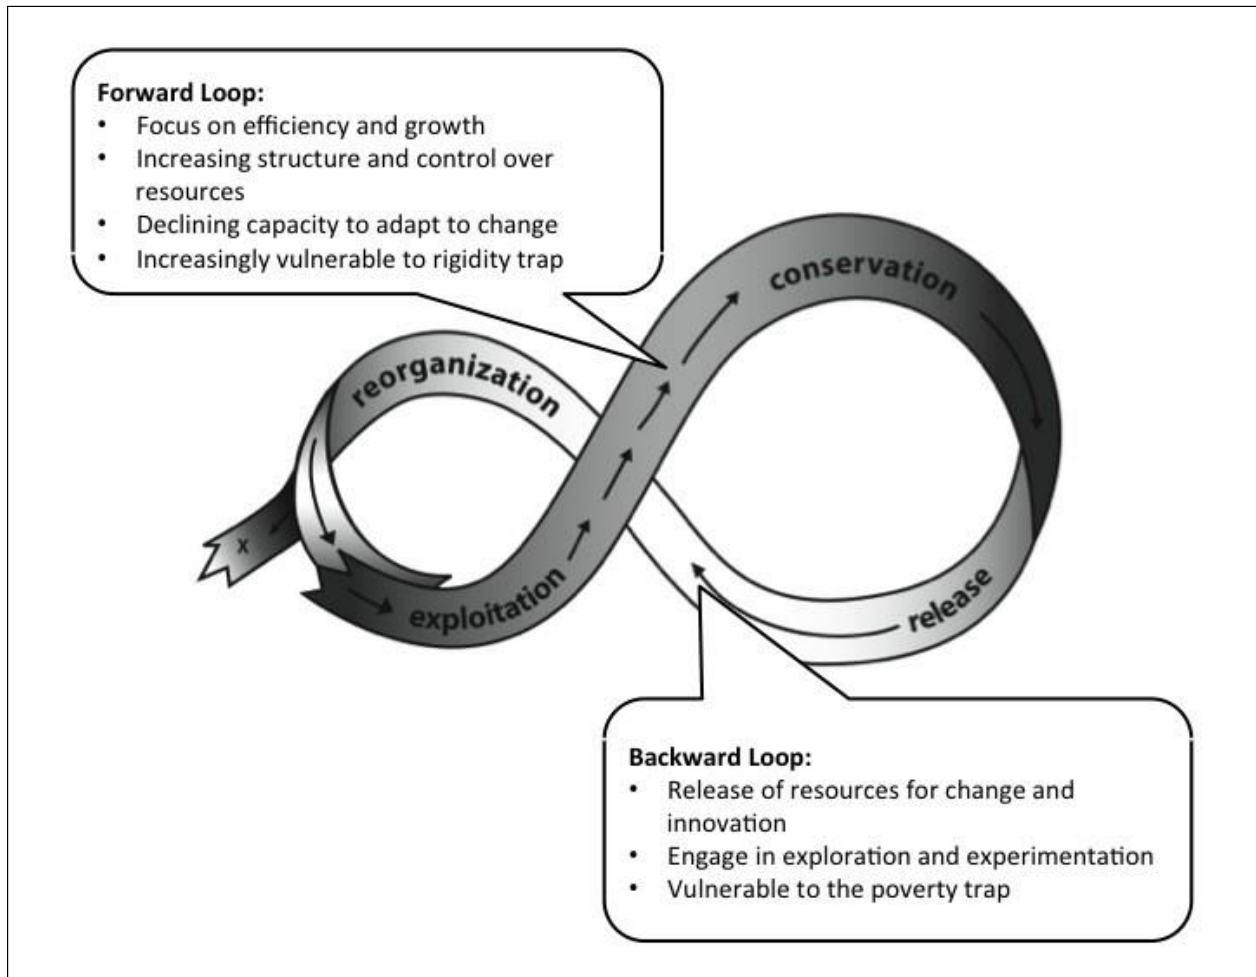 Forward Loop:
• Focus on efficiency and growth
• Increasing structure and control over
resources
• Declining capacity to adapt to change
• Increasingly vulnerable to rigidity trap
conservation
reorganization
x
exploitation
release
Backward Loop:
• Release of resources for change and
innovation
• Engage in exploration and experimentation
• Vulnerable to the poverty trap